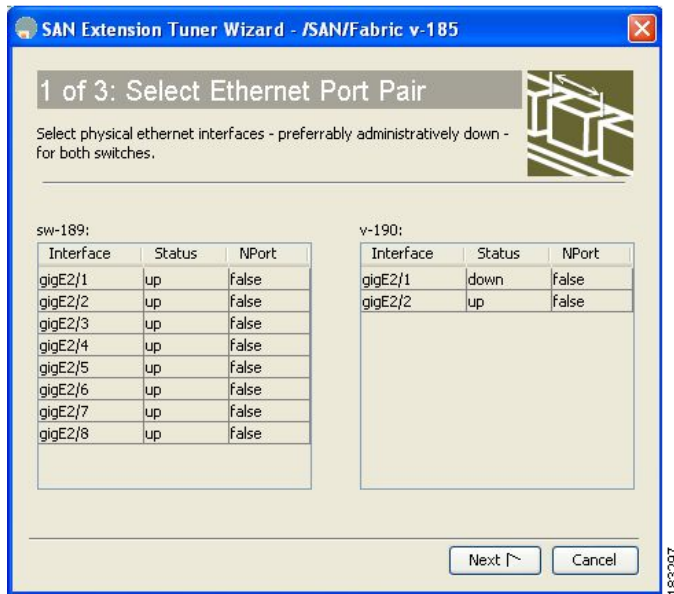 SAN Extension Tuner Wizard - /SAN/Fabric v-185
1 of 3: Select Ethernet Port Pair
Select physical ethernet interfaces - preferrably administratively down -
for both switches.
sw-189:
Interface Status NPort
gigE2/1 up false
gigE2/2 up false
gigE2/3 up false
gigE2/4 up false
gigE2/5 up false
gigE2/6 up false
gigE2/7 up false
gigE2/8 up false
v-190:
Interface Status NPort
gigE2/1 down false
gigE2/2 up false
Next Cancel
183297